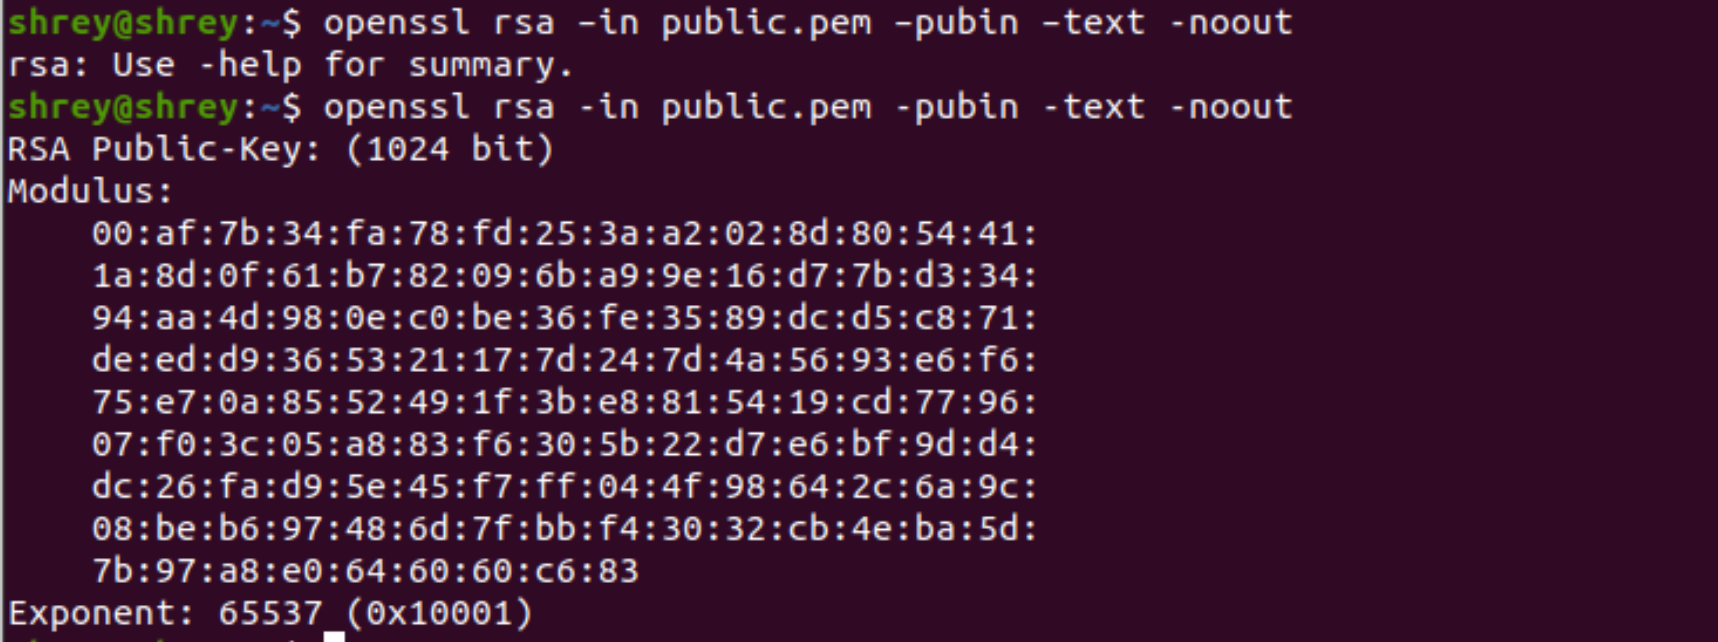 shrey@shrey:~$ openssl rsa –in public.pem –pubin –text -noout
rsa: Use -help for summary.
shrey@shrey:~$ openssl rsa -in public.pem -pubin -text -noout
RSA Public-Key: (1024 bit)
Modulus:
00:af:7b:34:fa:78:fd:25:3a:a2:02:8d:80:54:41:
1a:8d:0f:61:b7:82:09:6b:a9:9e:16:d7:7b:d3:34:
94:aa:4d:98:0e:c0:be:36:fe:35:89:dc:d5:c8:71:
de:ed:d9:36:53:21:17:7d:24:7d:4a:56:93:e6:f6:
75:e7:0a:85:52:49:1f:3b:e8:81:54:19:cd:77:96:
07:f0:3c:05:a8:83:f6:30:5b:22:d7:e6:bf:9d:d4:
dc:26:fa:d9:5e:45:f7:ff:04:4f:98:64:2c:6a:9c:
08:be:b6:97:48:6d:7f:bb:f4:30:32:cb:4e:ba:5d:
7b:97:a8:e0:64:60:60:c6:83
Exponent: 65537 (0x10001)